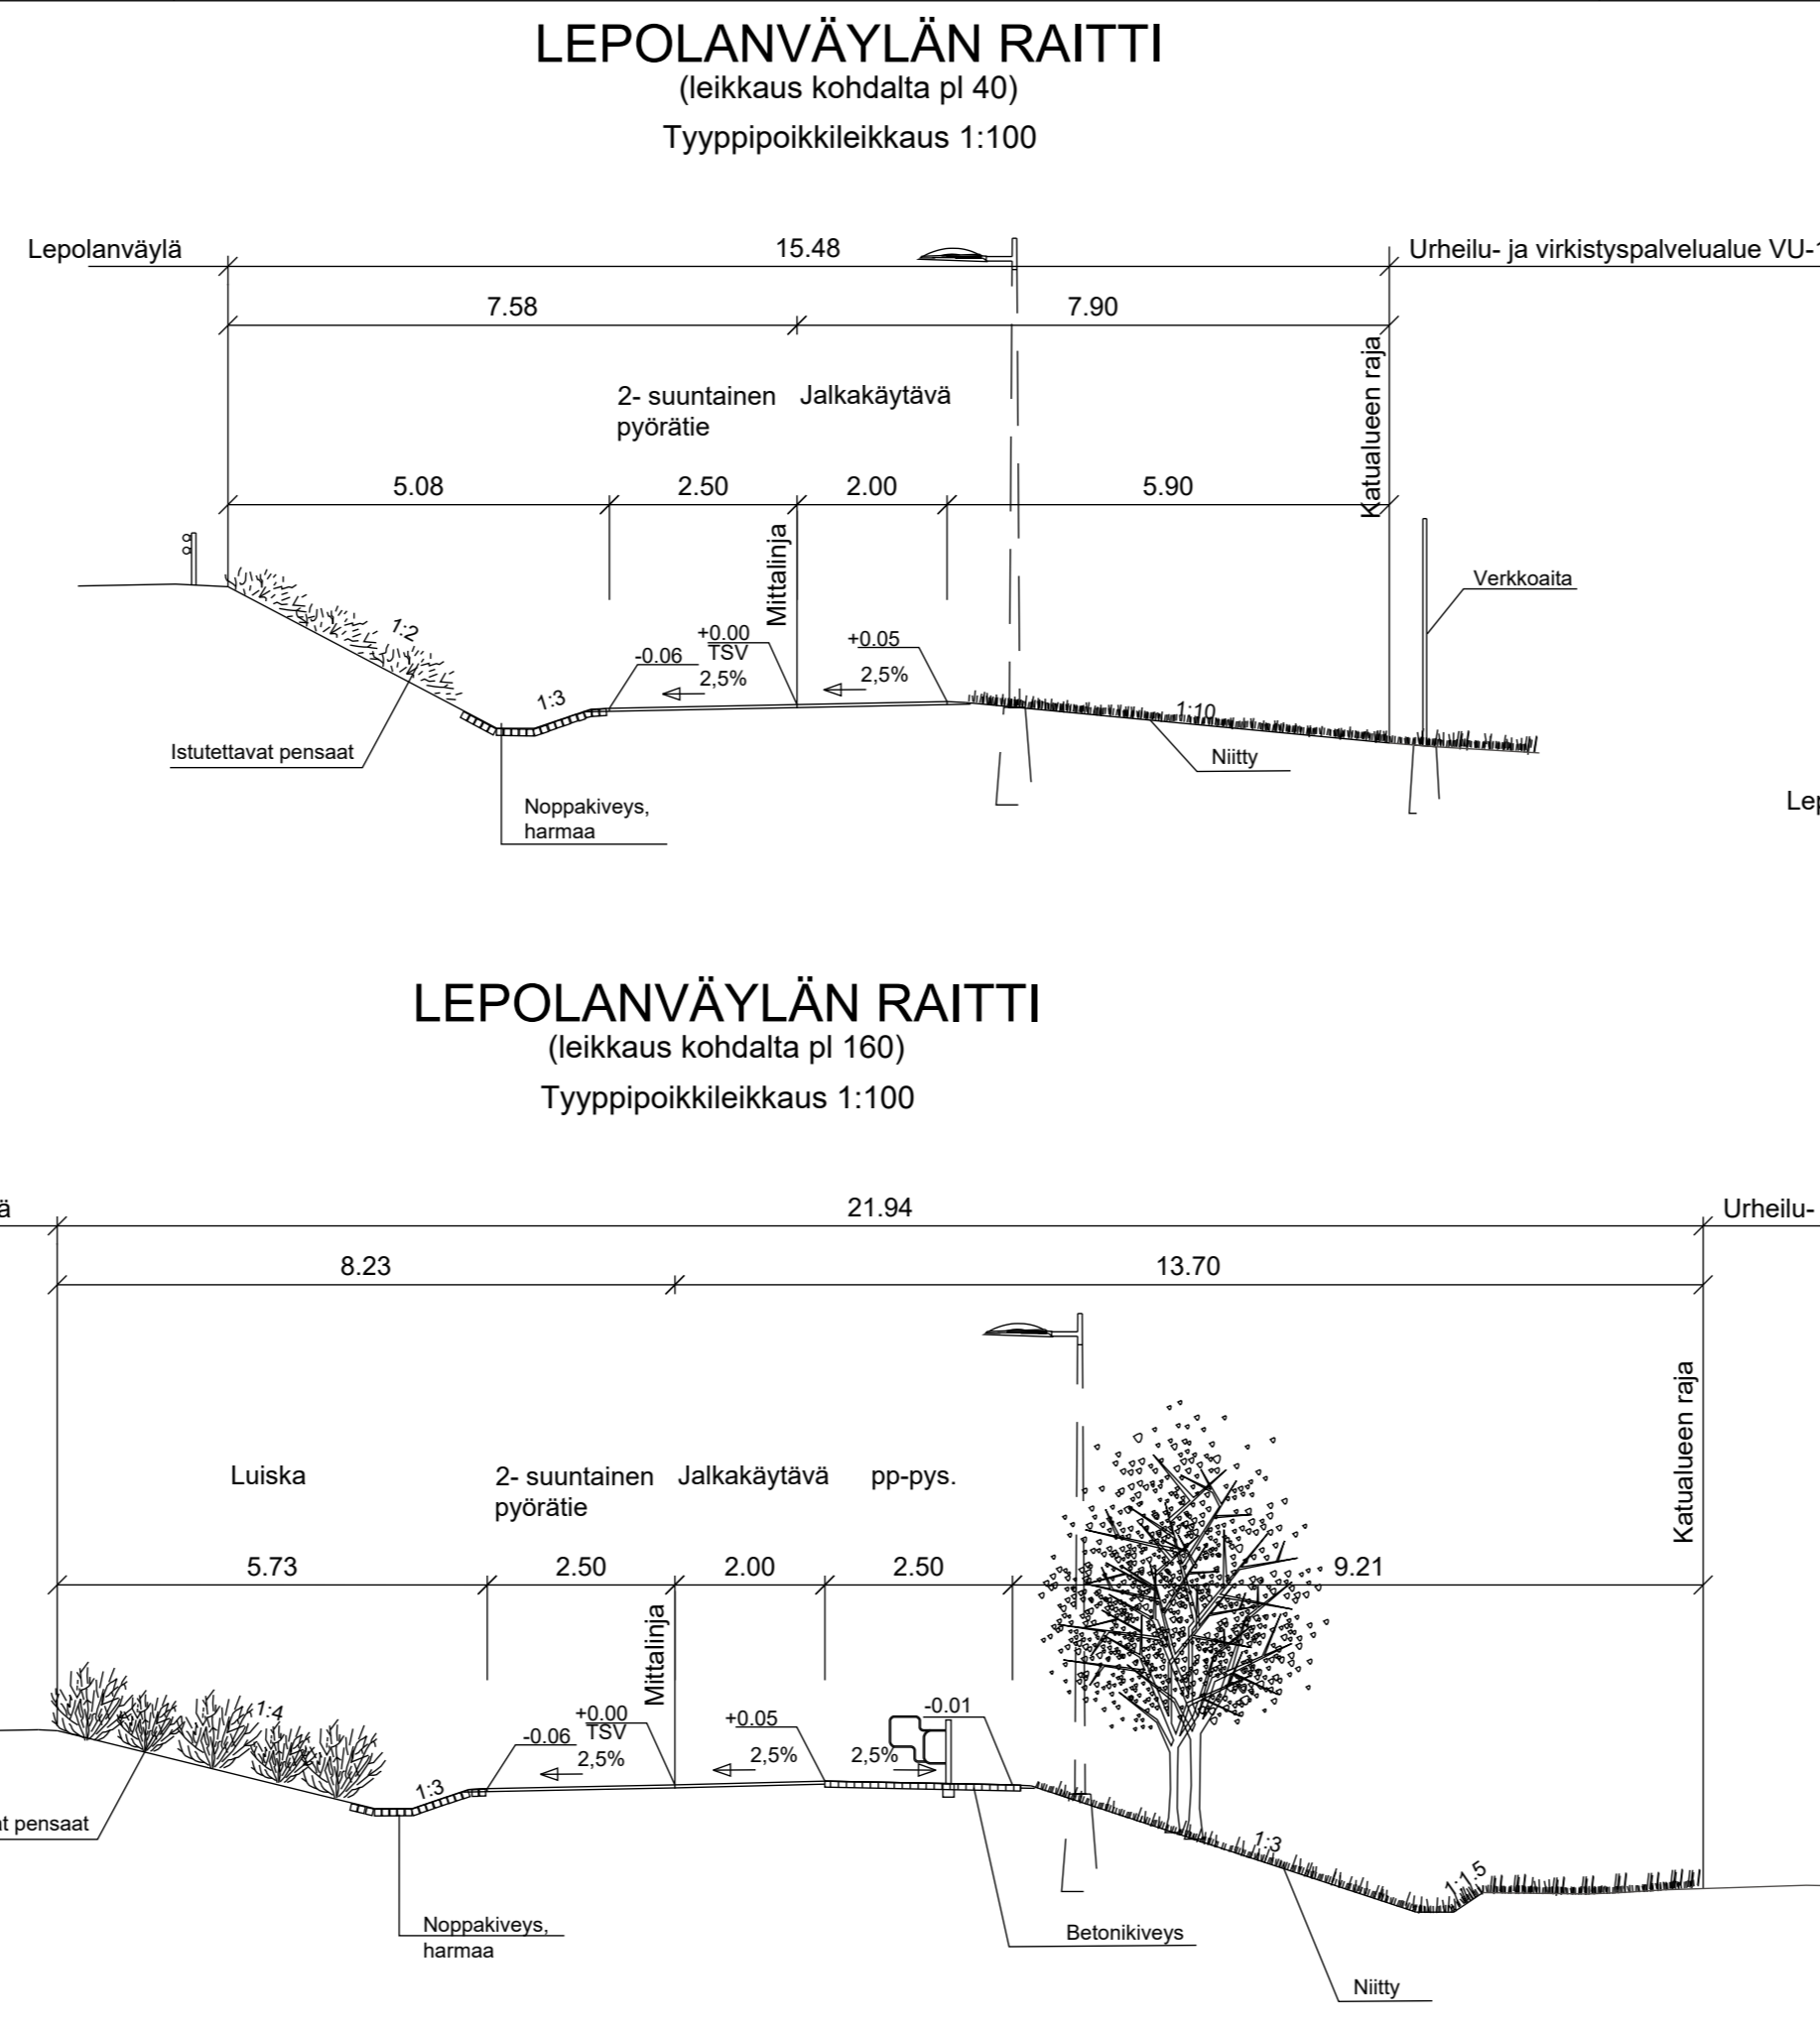 LEPOLANVÄYLÄN RAITTI
(leikkaus kohdalta pl 40)
Tyyppipoikkileikkaus 1:100
Lepolanväylä
15.48
Urheilu- ja virkistyspalvelualue VU-1
7.58
7.90
2- suuntainen
pyörätie
Jalkakäytävä
Katualueen raja
5.08
2.50
2.00
5.90
Mittalinja
Verkkoaita
1:2
+0.00
TSV
-0.06
2,5%
+0.05
2,5%
1:3
1:10
Istutettavat pensaat
Niitty
Noppakiveys,
harmaa
Lep
LEPOLANVÄYLÄN RAITTI
(leikkaus kohdalta pl 160)
Tyyppipoikkileikkaus 1:100
ä
21.94
Urheilu-
8.23
13.70
Katualueen raja
Luiska
2- suuntainen
pyörätie
Jalkakäytävä
pp-pys.
5.73
2.50
2.00
2.50
9.21
Mittalinja
1:4
+0.00
TSV
-0.06
2,5%
+0.05
2,5%
2,5%
-0.01
1:3
at pensaat
1:3
1:1.5
Noppakiveys,
harmaa
Betonikiveys
Niitty